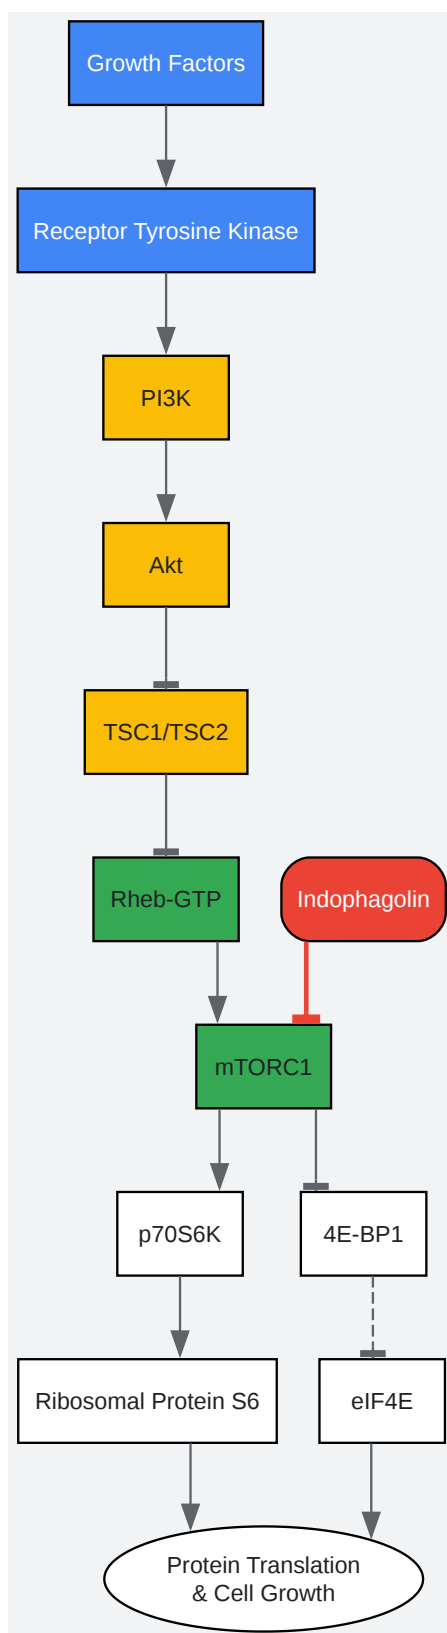 Growth Factors
Receptor Tyrosine Kinase
PI3K
Akt
TSC1/TSC2
Rheb-GTP
Indophagolin
mTORC1
p70S6K
4E-BP1
Ribosomal Protein S6
eIF4E
Protein Translation
& Cell Growth